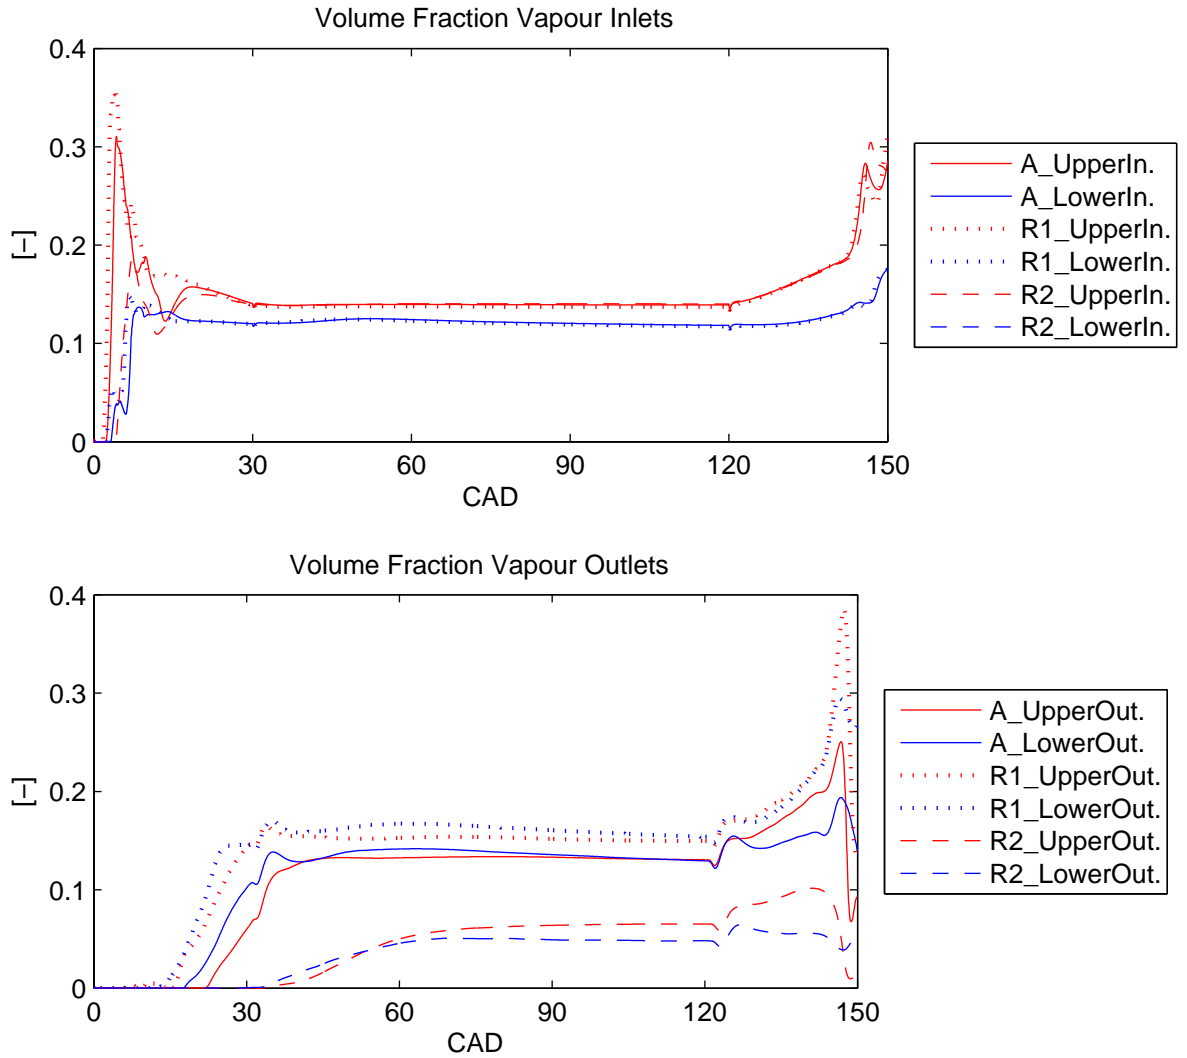 Volume Fraction Vapour Inlets
0.4
0.3
0.2
0.1
0
[−]
0 30 60 90 120 150
CAD
A_UpperIn.
A_LowerIn.
R1_UpperIn.
R1_LowerIn.
R2_UpperIn.
R2_LowerIn.
Volume Fraction Vapour Outlets
0.4
0.3
0.2
0.1
0
[−]
0 30 60 90 120 150
CAD
A_UpperOut.
A_LowerOut.
R1_UpperOut.
R1_LowerOut.
R2_UpperOut.
R2_LowerOut.